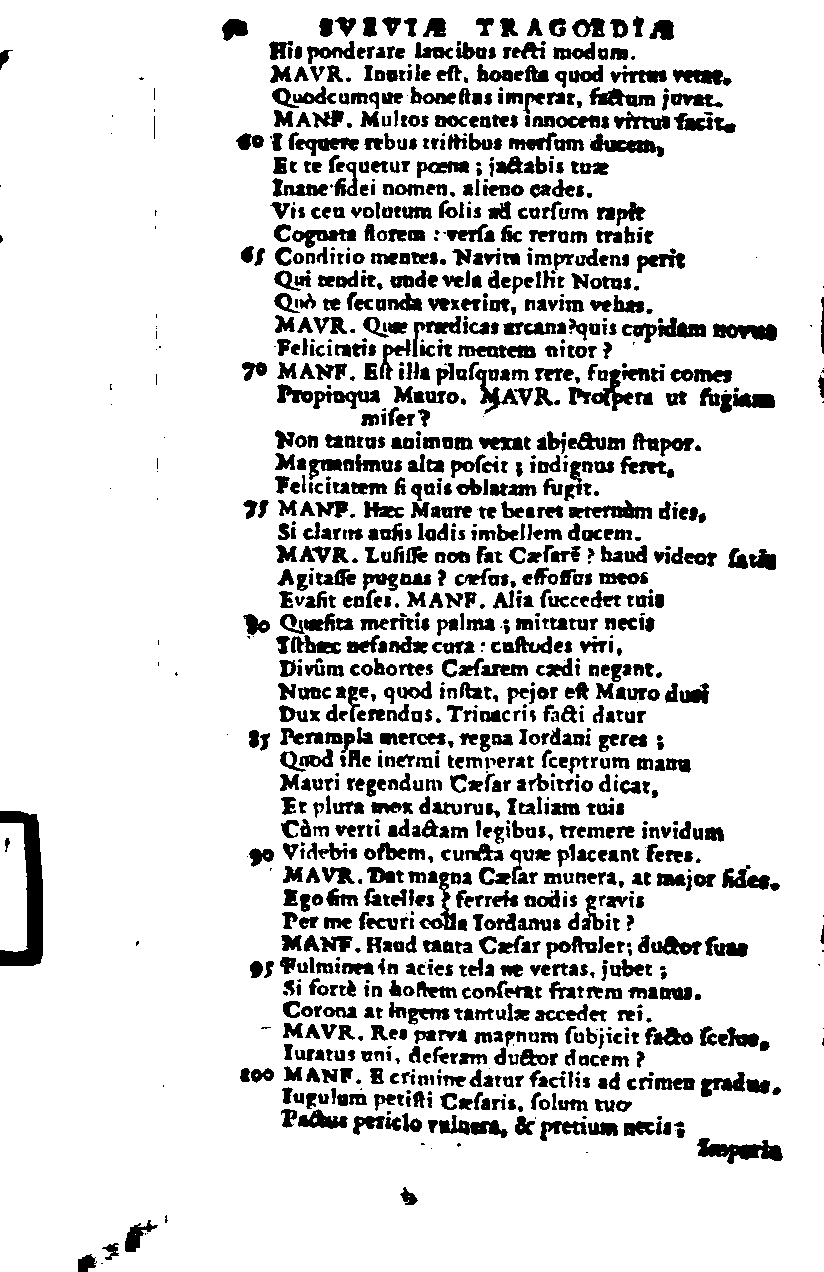 SVEVIÆ TRAGOEDIÆ
His ponderare lancibus recti modum.
MAVR. Inutile eſt, honeſta quod virtus vetat.
Quodcumque honeſtas imperat, factum juvat.
MANF. Multos nocentes innocens virtus facit.
60 I ſequere rebus triſtibus merſum ducem,
Et te ſequetur pœna ; jactabis tuæ
Inane fidei nomen, alieno cades.
Vis ceu volutum ſolis ad curſum rapit
Cognata florem : verſa ſic rerum trahit
65 Conditio mentes. Navita imprudens perit
Qui tendit, unde vela depellit Notus.
Quò te ſecunda vexerint, navim vehas.
MAVR. Quæ prædicas arcana?quis cupidam novus
Felicitatis pellicit mentem nitor ?
70 MANF. Eſt illa pluſquam rere, fugienti comes
Propinqua Mauro. MAVR. Proſpera ut fugiam
miſer ?
Non tantus animum vexat abjectum ſtupor.
Magnanimus alta poſcit ; indignus feret,
Felicitatem ſi quis oblatam fugit.
75 MANF. Hæc Maure te bearet æternùm dies,
Si clarus auſis ludis imbellem ducem.
MAVR. Luſiſſe non ſat Cæſarē ? haud videor ſatis
Agitaſſe pugnas ? cæſus, effoſſus meos
Evaſit enſes. MANF. Alia ſuccedet tuis
80 Quæſita meritis palma ; mittatur necis
Iſthæc nefandæ cura : cuſtudes viri,
Divûm cohortes Cæſarem cædi negant.
Nunc age, quod inſtat, pejor eſt Mauro duci
Dux deſerendus. Trinacris facti datur
85 Perampla merces, regna Iordani geres ;
Quod ille inermi temperat ſceptrum manu
Mauri regendum Cæſar arbitrio dicat,
Et plura mox daturus, Italiam tuis
Cùm verti adactam legibus, tremere invidum
90 Videbis orbem, cuncta quæ placeant feres.
MAVR. Dat magna Cæſar munera, at major fides.
Ego ſim ſatelles ? ferreis nodis gravis
Per me ſecuri colla Iordanus dabit ?
MANF. Haud tanta Cæſar poſtulet; ductor ſuas
95 Fulminea in acies tela ne vertas, jubet ;
Si fortè in hoſtem conſerat fratrem manus.
Corona at ingens tantulæ accedet rei.
MAVR. Res parva magnum ſubjicit facto ſcelus,
Iuratus uni, deſeram ductor ducem ?
100 MANF. E crimine datur facilis ad crimen gradus.
Iugulum petiſti Cæſaris, ſolum tuo
Pactus periclo vulnera, & pretium necis ;
Imperia